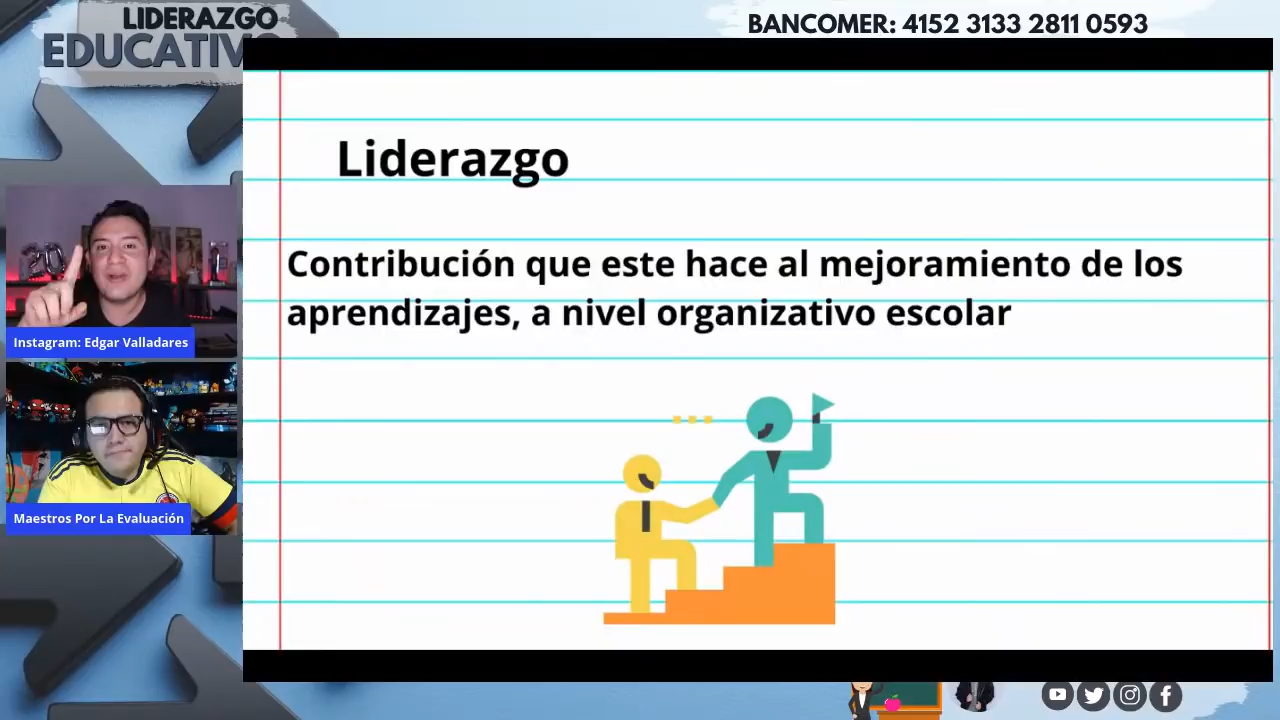 LIDERAZGO
EDUCATIVO
BANCOMER: 4152 3133 2811 0593
Liderazgo
Contribución que este hace al mejoramiento de los
aprendizajes, a nivel organizativo escolar
20
Instagram: Edgar Valladares
Maestros Por La Evaluación